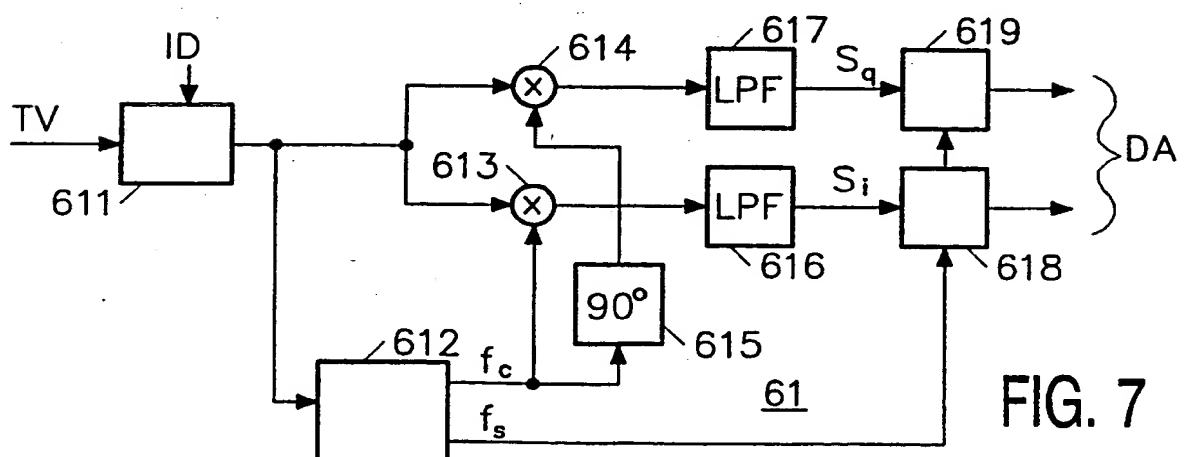 ID
TV
611
614
617
LPF
Sq
619
613
LPF
Si
616
618
DA
90°
615
612
fc
fs
61
FIG. 7